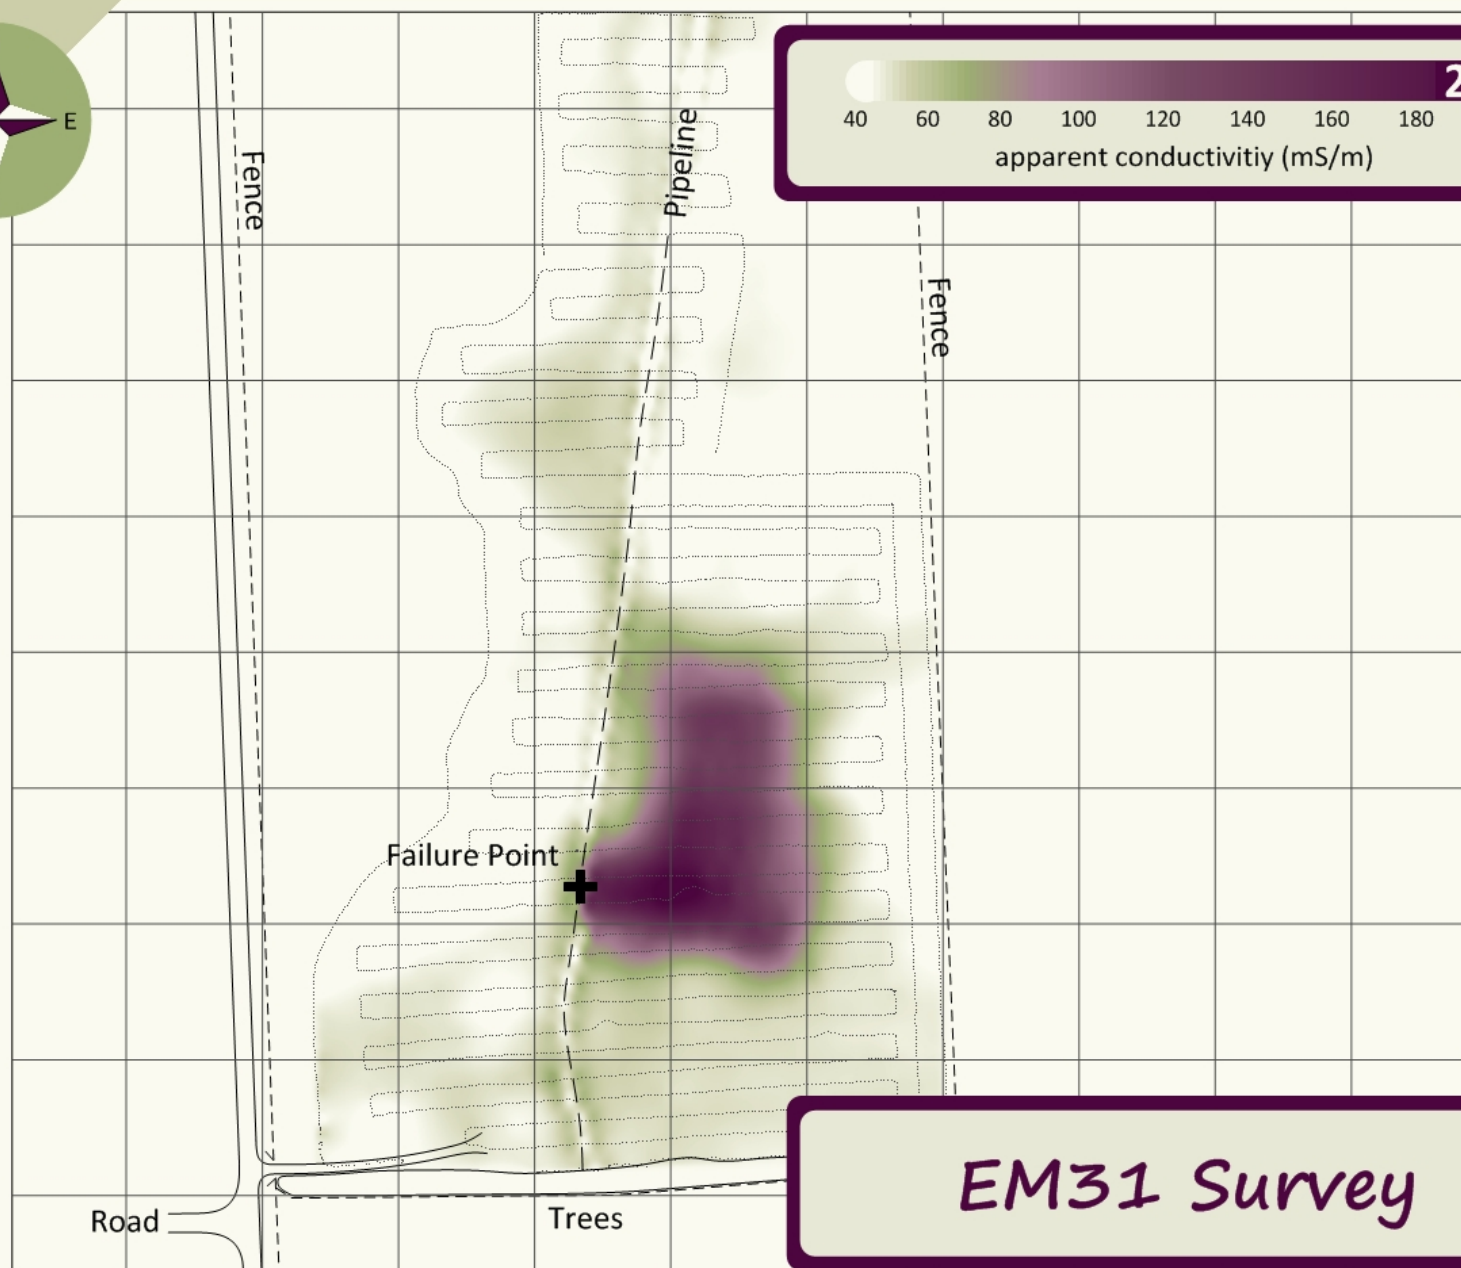 E
Fence
Pipeline
2
40 60 80 100 120 140 160 180
apparent conductivitiy (mS/m)
Fence
Failure Point
EM31 Survey
Road
Trees